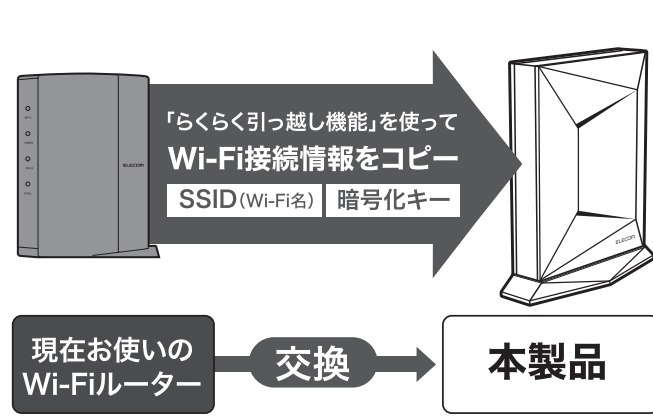 「らくらく引っ越し機能」を使って
Wi-Fi接続情報をコピー
SSID(Wi-Fi名) 暗号化キー
ELECOM
ELECOM
現在お使いの
Wi-Fiルーター
交換
本製品